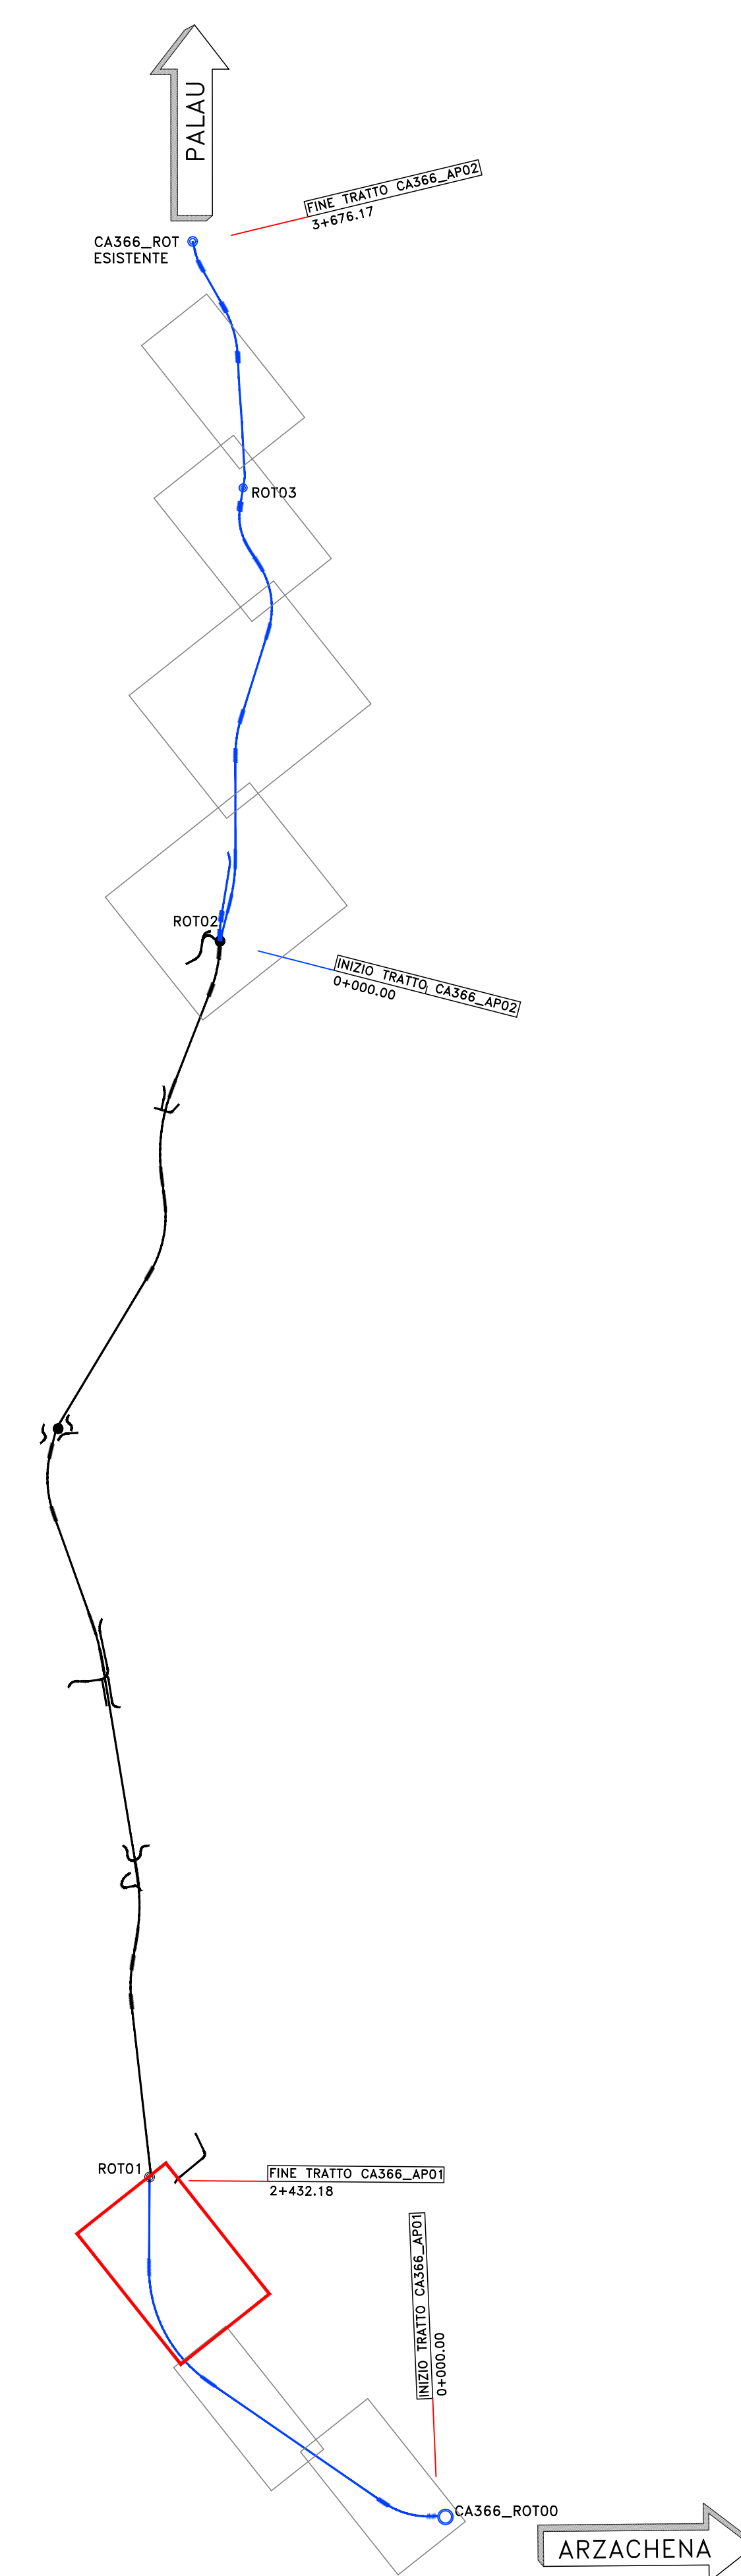 PALAU
FINE TRATTO CA366_AP02
3+676.17
CA366_ROT
ESISTENTE
ROT03
ROT02
INIZIO TRATTO CA366_AP02
0+000.00
ROT01
FINE TRATTO CA366_AP01
2+432.18
INIZIO TRATTO CA366_AP01
0+000.00
CA366_ROT00
ARZACHENA